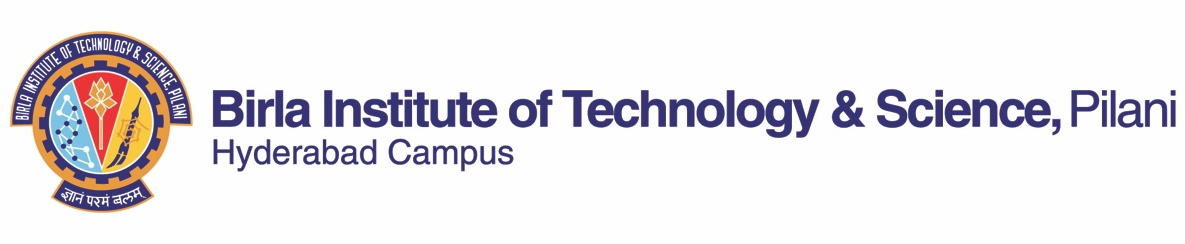 BIRLA INSTITUTE OF TECHNOLOGY & SCIENCE, PILANI
ज्ञानं परमं बलम्
Birla Institute of Technology & Science, Pilani
Hyderabad Campus